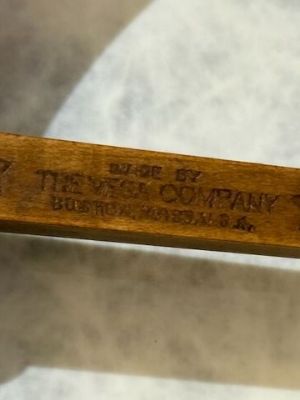 MADE BY
THE VEGA COMPANY
BOSTON, MASS. U.S.A.